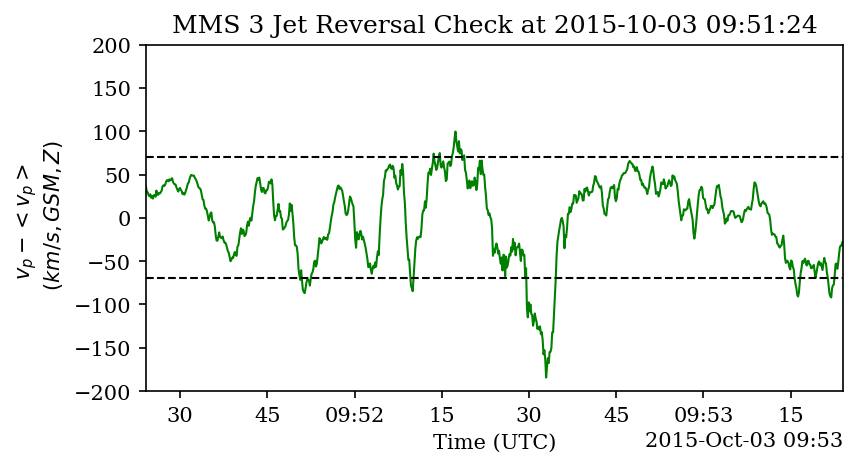 MMS 3 Jet Reversal Check at 2015-10-03 09:51:24
v_p − < v_p >
(km/s, GSM, Z)
200
150
100
50
0
−50
−100
−150
−200
30 45 09:52 15 30 45 09:53 15
Time (UTC)
2015-Oct-03 09:53